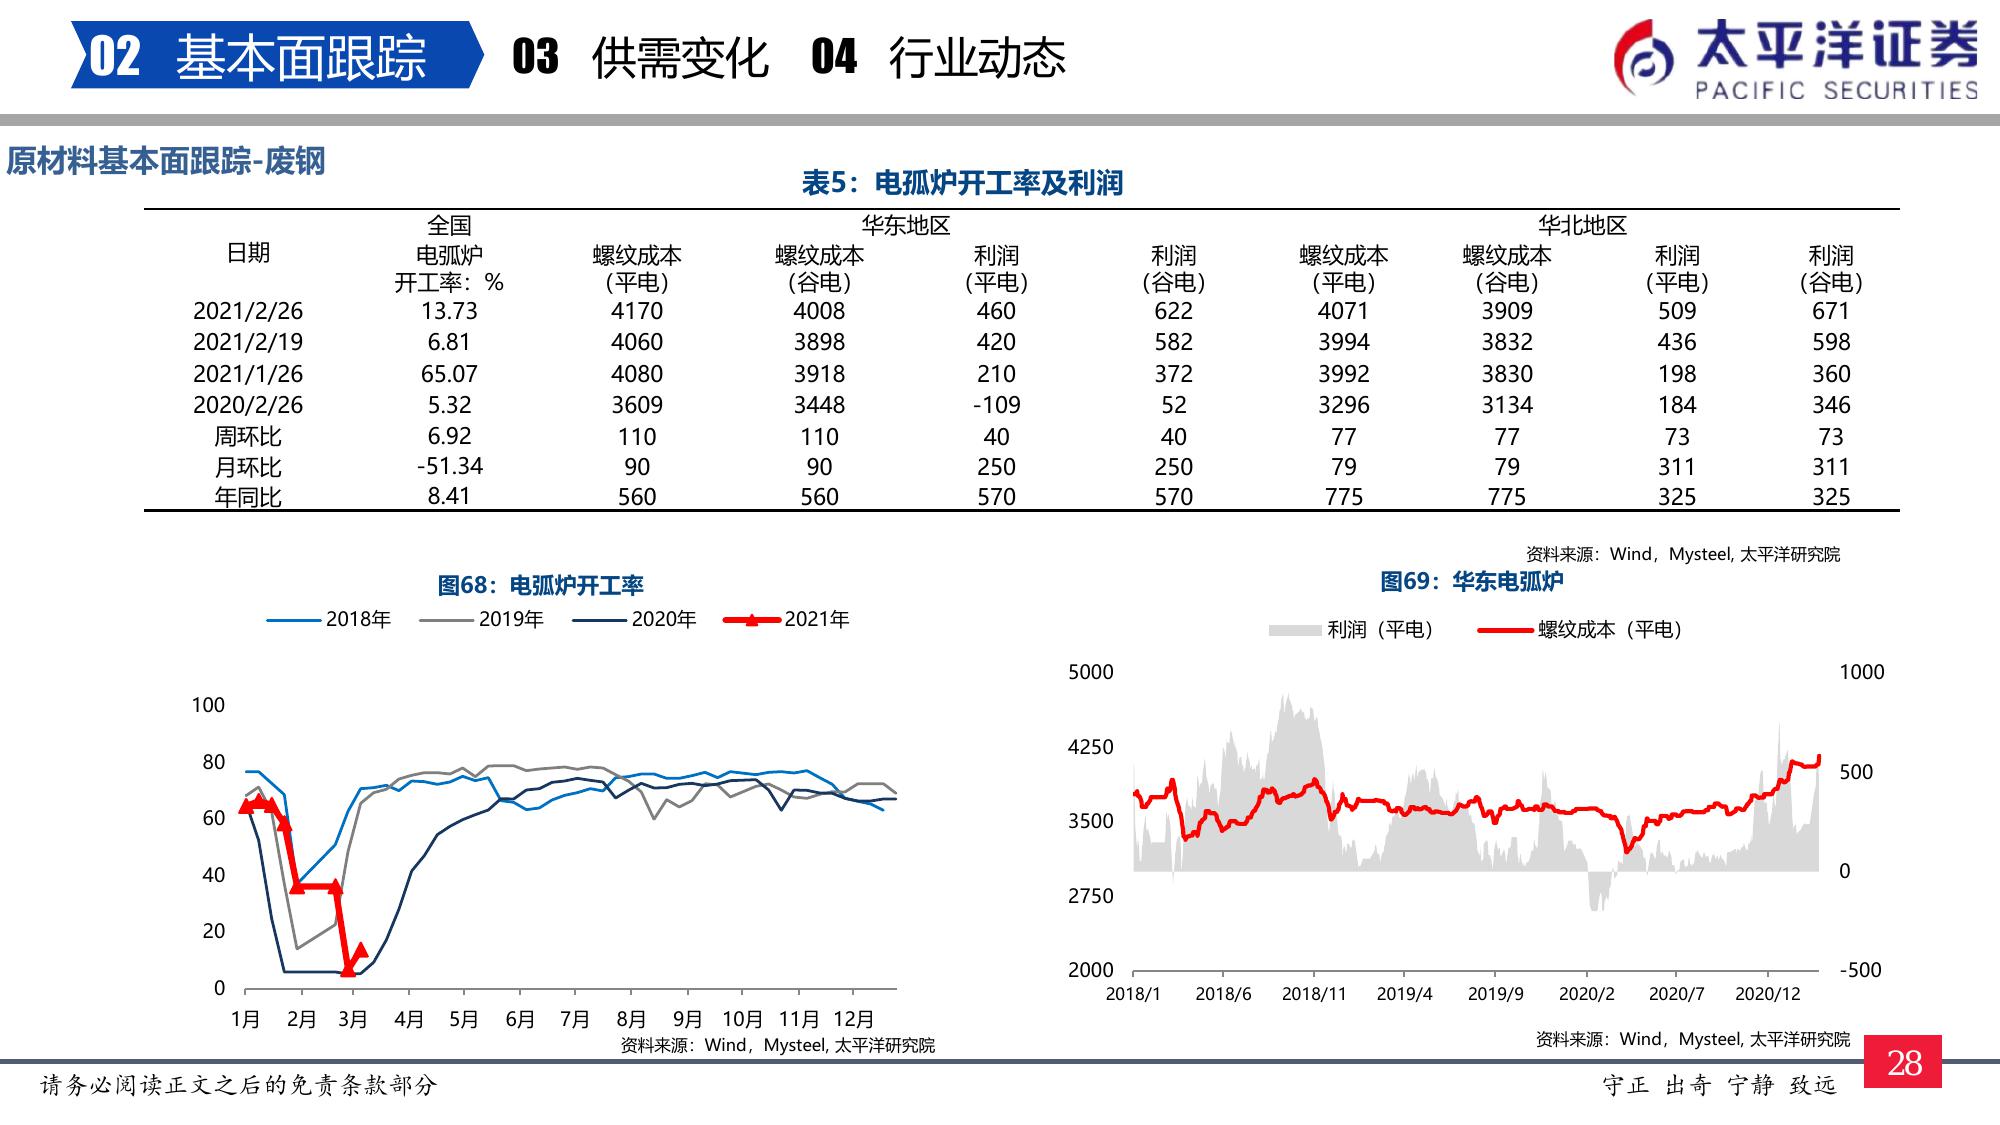 02 基本面跟踪 03 供需变化 04 行业动态
太平洋证券
PACIFIC SECURITIES
原材料基本面跟踪-废钢
表5：电孤炉开工率及利润
全国 华东地区 华北地区
日期 电弧炉 螺纹成本 螺纹成本 利润 利润 螺纹成本 螺纹成本 利润 利润
开工率：% （平电） （谷电） （平电） （谷电） （平电） （谷电） （平电） （谷电）
2021/2/26 13.73 4170 4008 460 622 4071 3909 509 671
2021/2/19 6.81 4060 3898 420 582 3994 3832 436 598
2021/1/26 65.07 4080 3918 210 372 3992 3830 198 360
2020/2/26 5.32 3609 3448 -109 52 3296 3134 184 346
周环比 6.92 110 110 40 40 77 77 73 73
月环比 -51.34 90 90 250 250 79 79 311 311
年同比 8.41 560 560 570 570 775 775 325 325
资料来源：Wind，Mysteel, 太平洋研究院
图68：电弧炉开工率
2018年 2019年 2020年 2021年
100
80
60
40
20
0
1月 2月 3月 4月 5月 6月 7月 8月 9月 10月 11月 12月
资料来源：Wind，Mysteel, 太平洋研究院
图69：华东电弧炉
利润（平电） 螺纹成本（平电）
5000 1000
4250
500
3500
0
2750
2000 -500
2018/1 2018/6 2018/11 2019/4 2019/9 2020/2 2020/7 2020/12
资料来源：Wind，Mysteel, 太平洋研究院
28
请务必阅读正文之后的免责条款部分
守正 出奇 宁静 致远